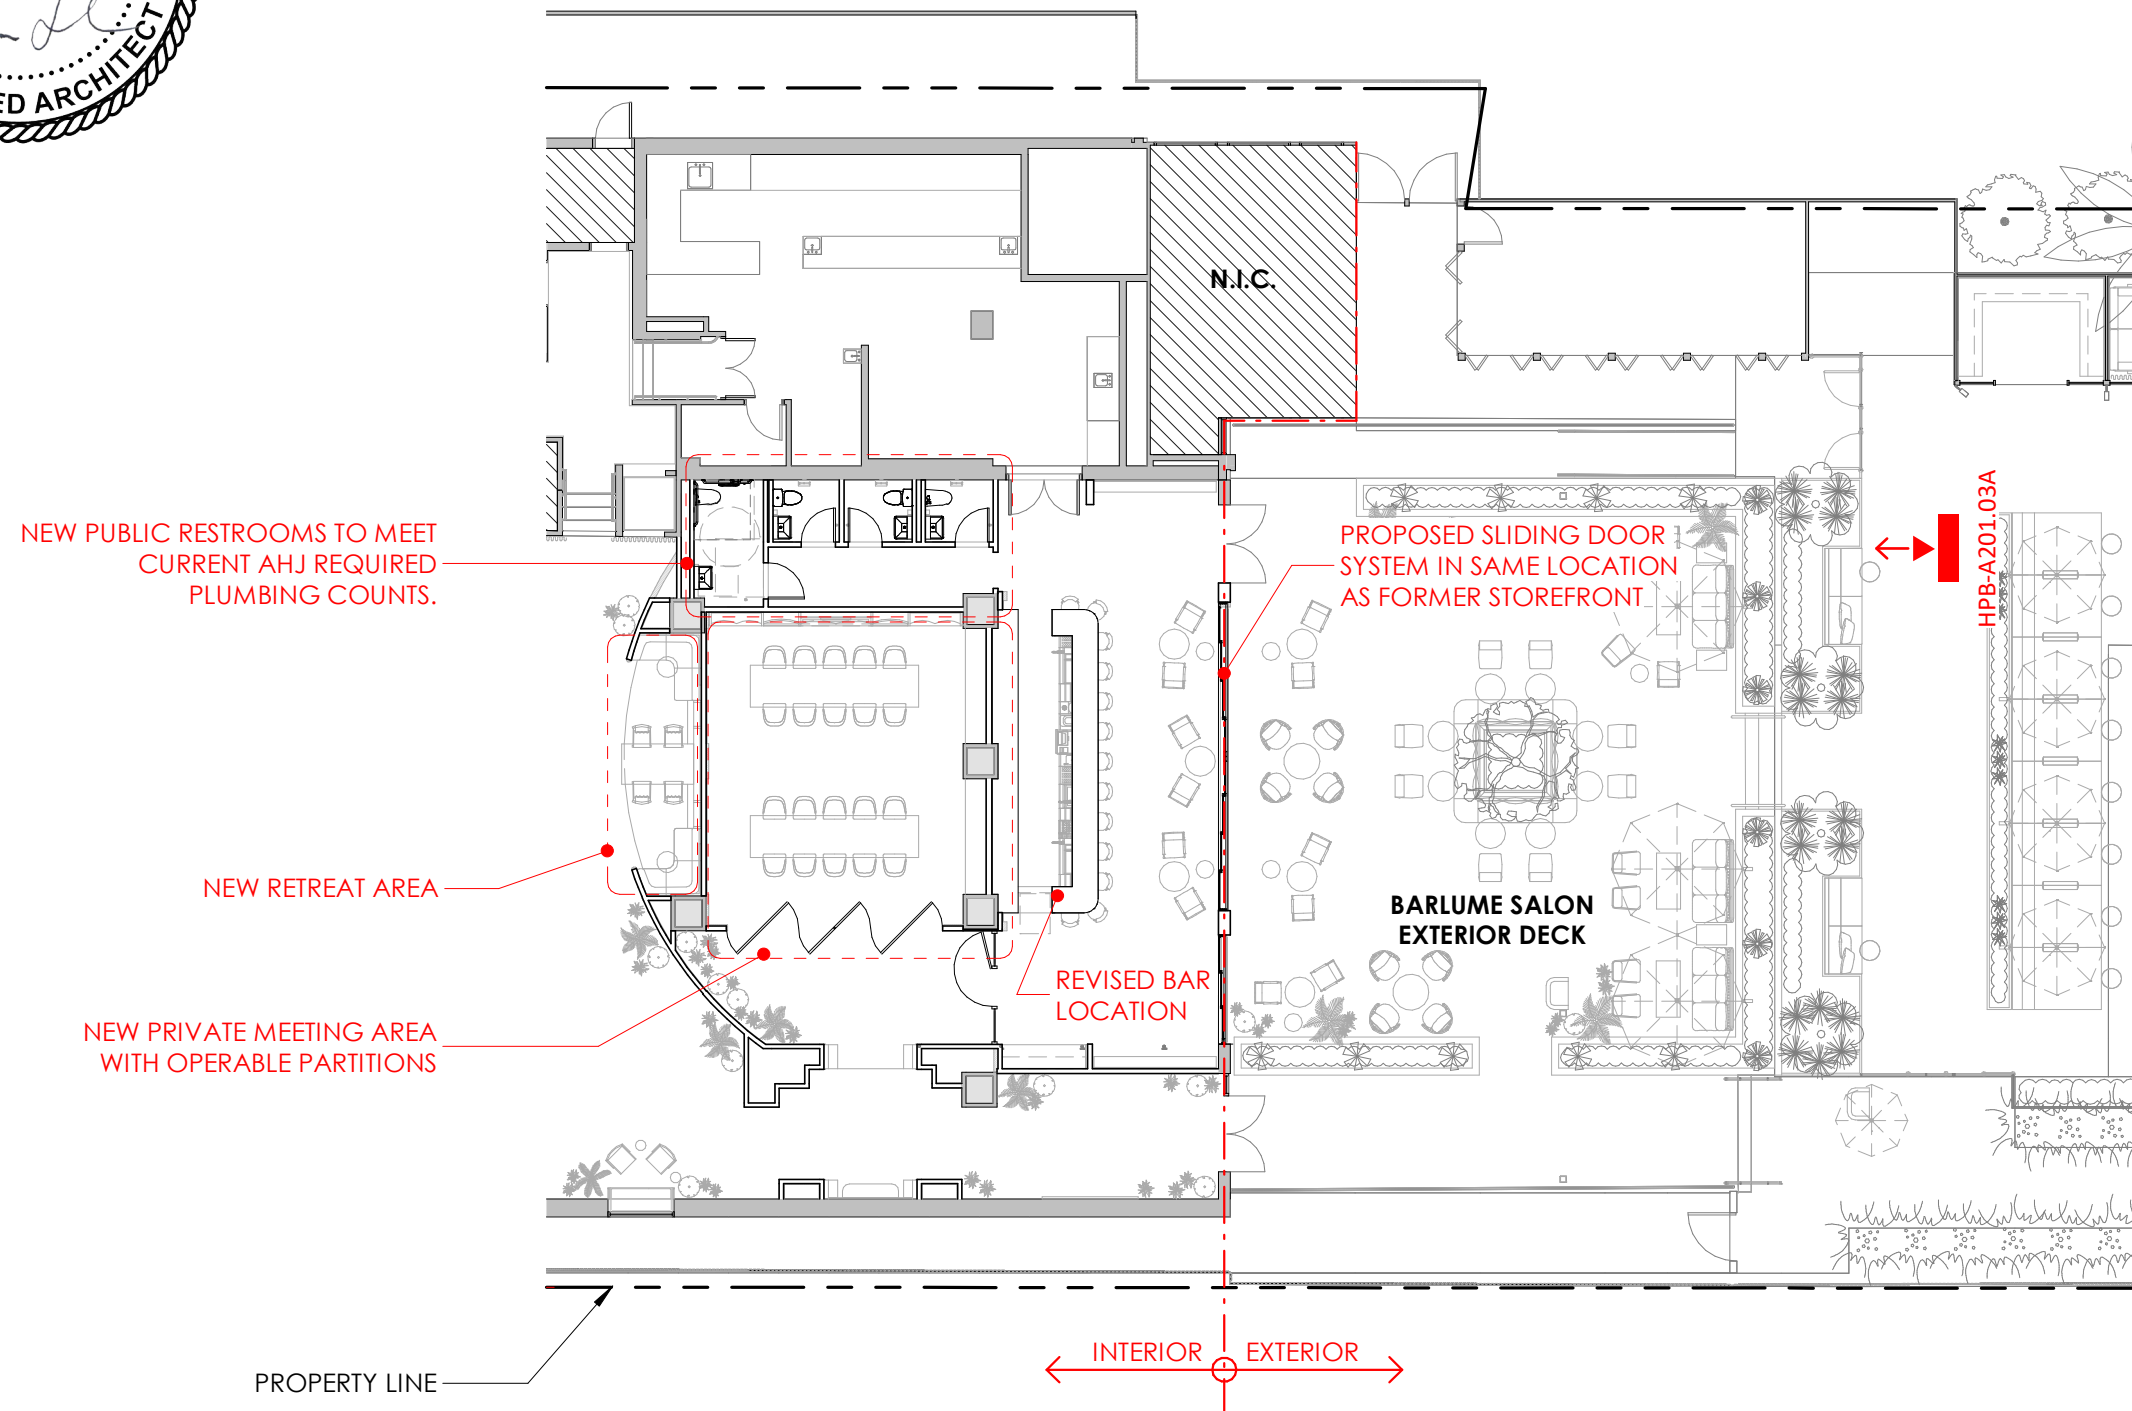 ED ARCHITECT
N.I.C.
NEW PUBLIC RESTROOMS TO MEET
CURRENT AHJ REQUIRED
PLUMBING COUNTS.
PROPOSED SLIDING DOOR
SYSTEM IN SAME LOCATION
AS FORMER STOREFRONT
HPB-A201.03A
NEW RETREAT AREA
BARLUME SALON
EXTERIOR DECK
REVISED BAR
LOCATION
NEW PRIVATE MEETING AREA
WITH OPERABLE PARTITIONS
INTERIOR
EXTERIOR
PROPERTY LINE